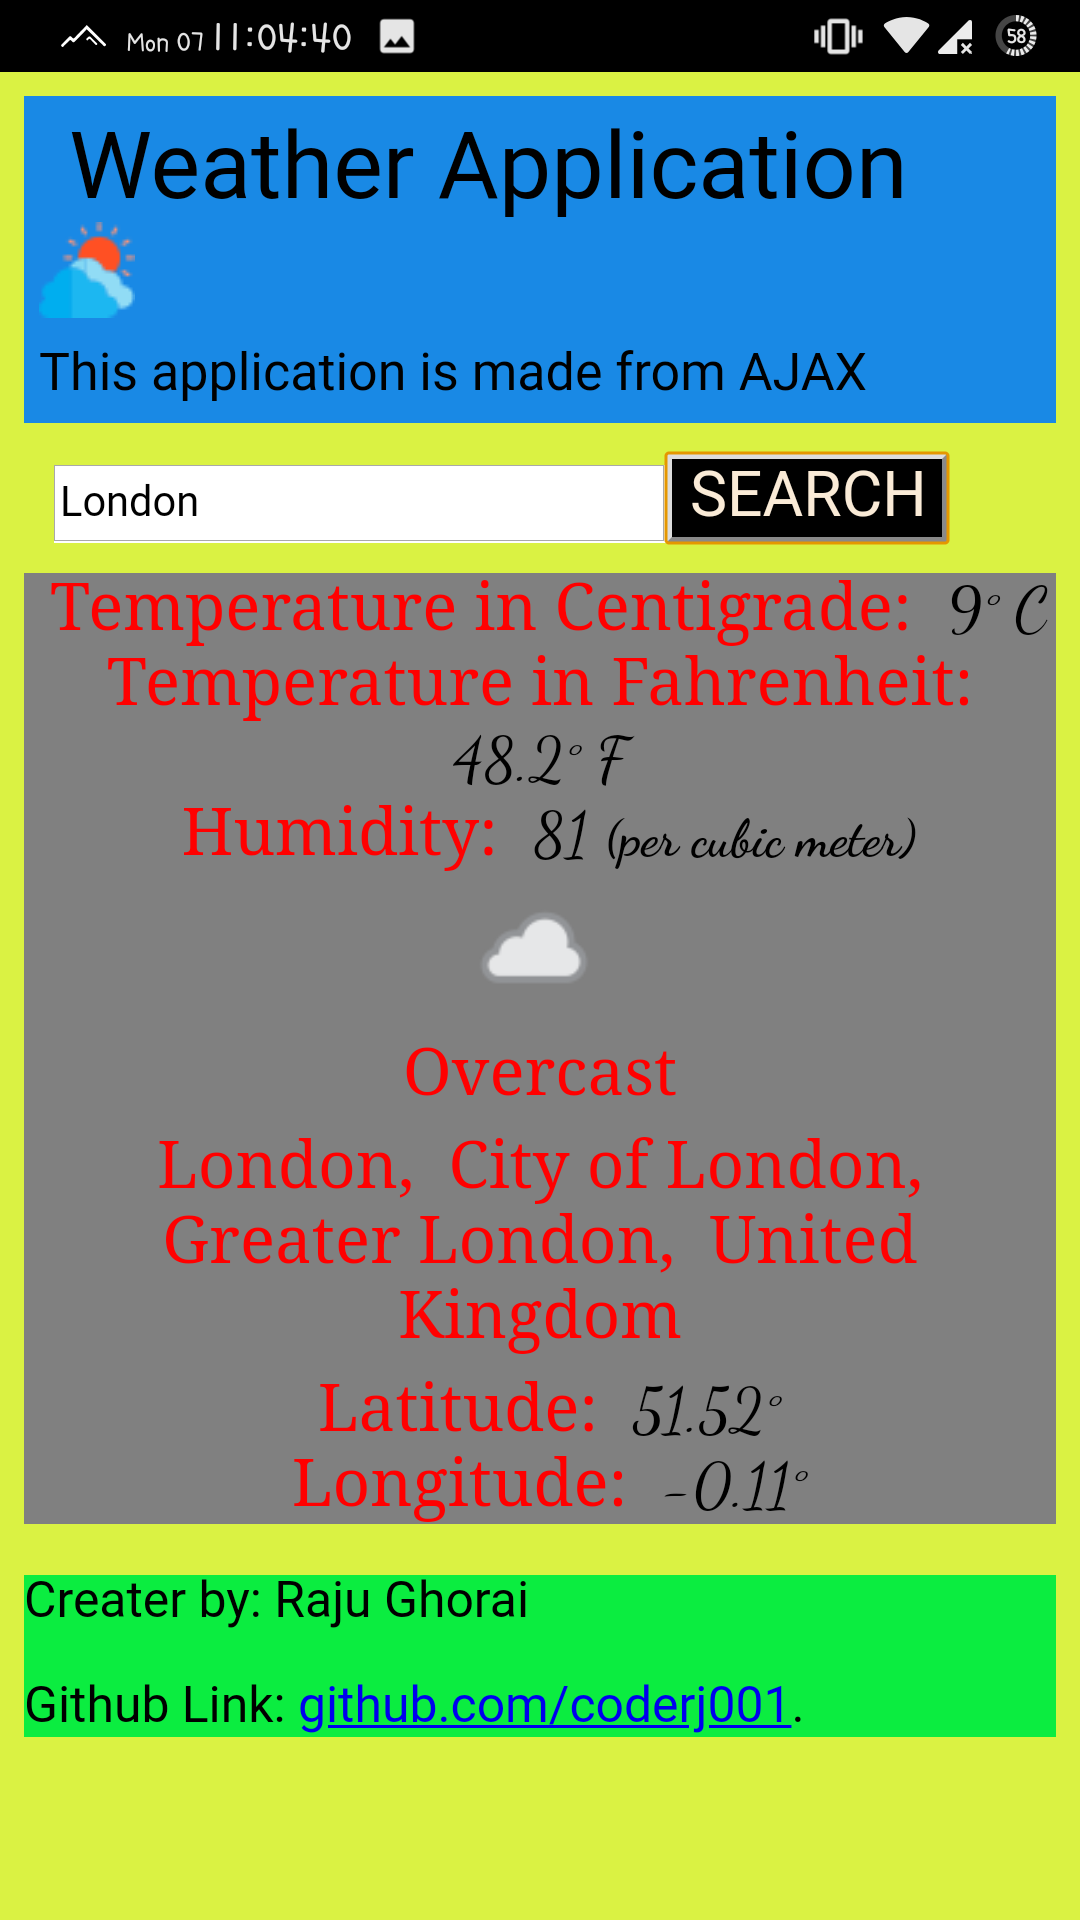 Mon 07 11:04:40 58
Weather Application
This application is made from AJAX
London SEARCH
Temperature in Centigrade: 9° C
Temperature in Fahrenheit:
48.2° F
Humidity: 81 (per cubic meter)
Overcast
London, City of London,
Greater London, United
Kingdom
Latitude: 51.52°
Longitude: -0.11°
Creater by: Raju Ghorai
Github Link: github.com/coderj001.